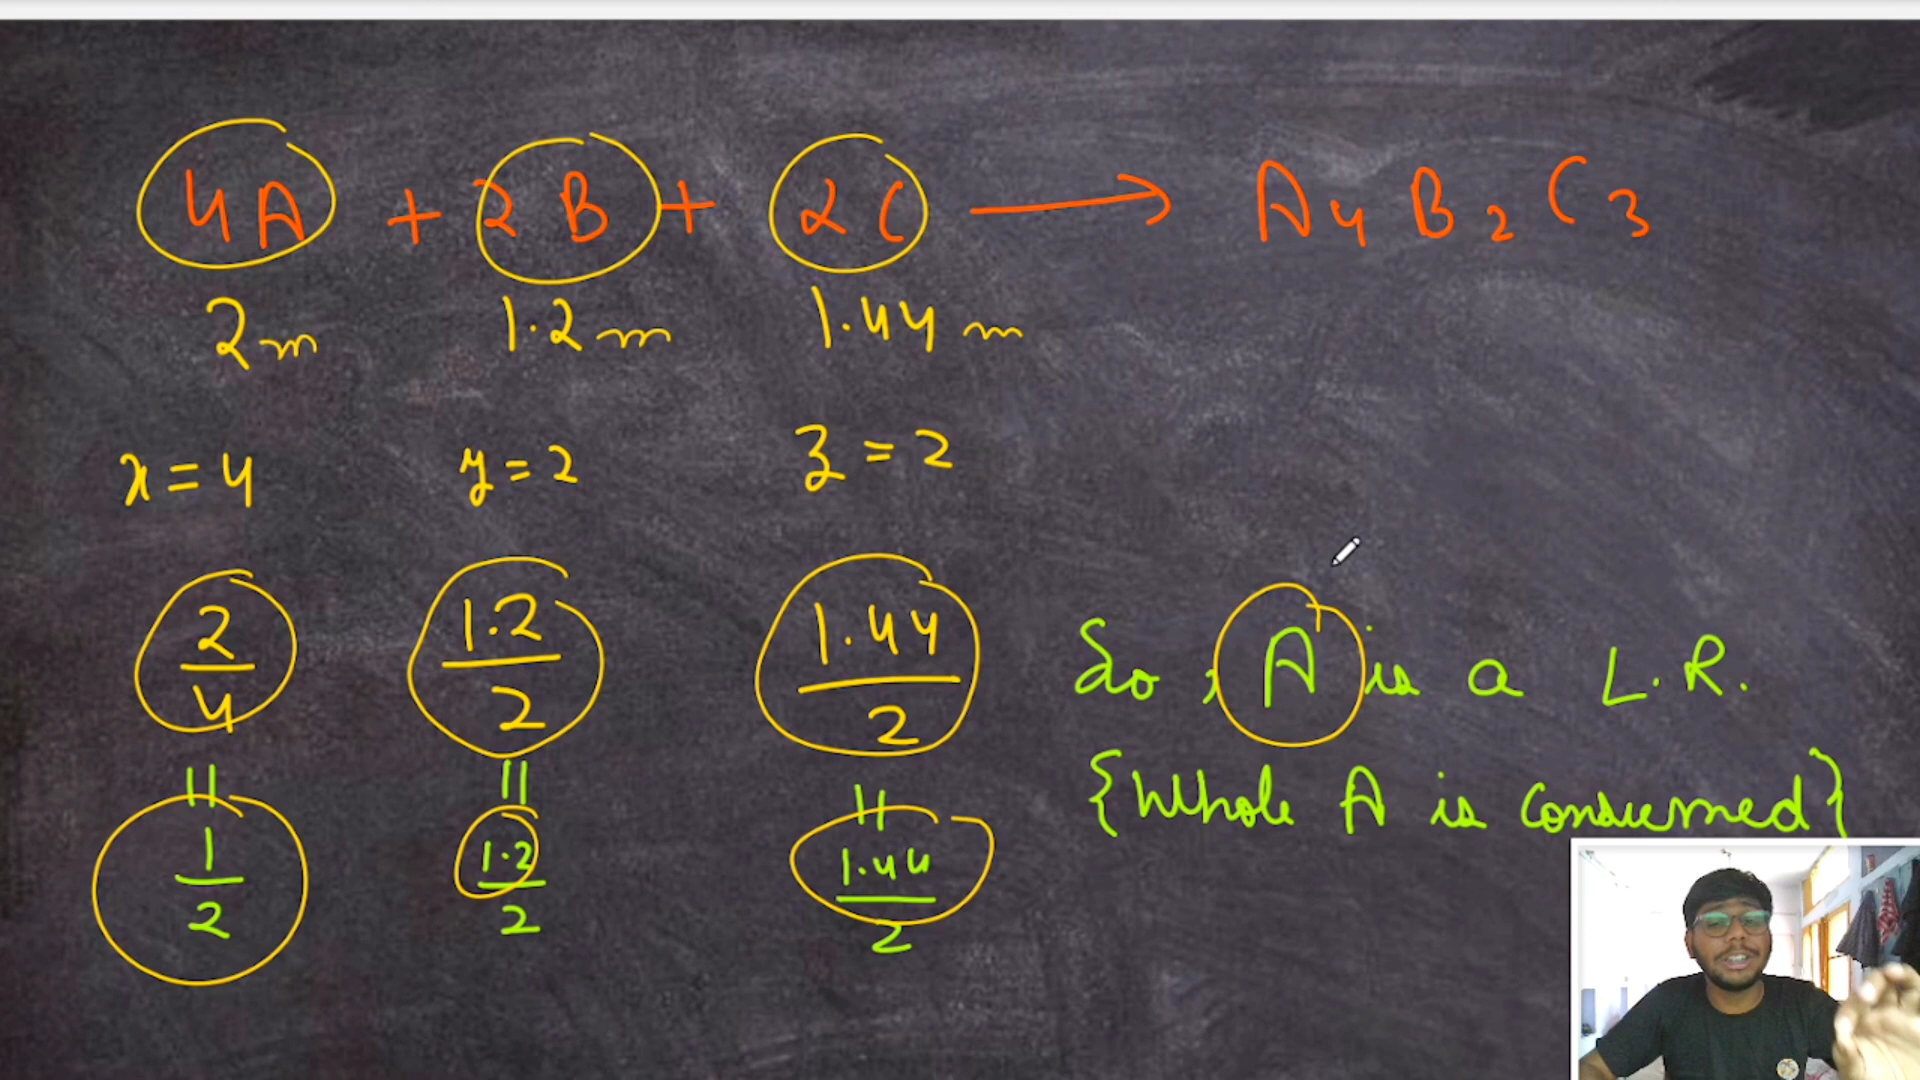 4A + 2B + 2C → A4B2C3
2m 1.2m 1.44m
x = 4 y = 2 z = 2
2/4 1.2/2 1.44/2 So, A is a L.R.
{Whole A is consumed}
= = =
1/2 1.2/2 1.44/2